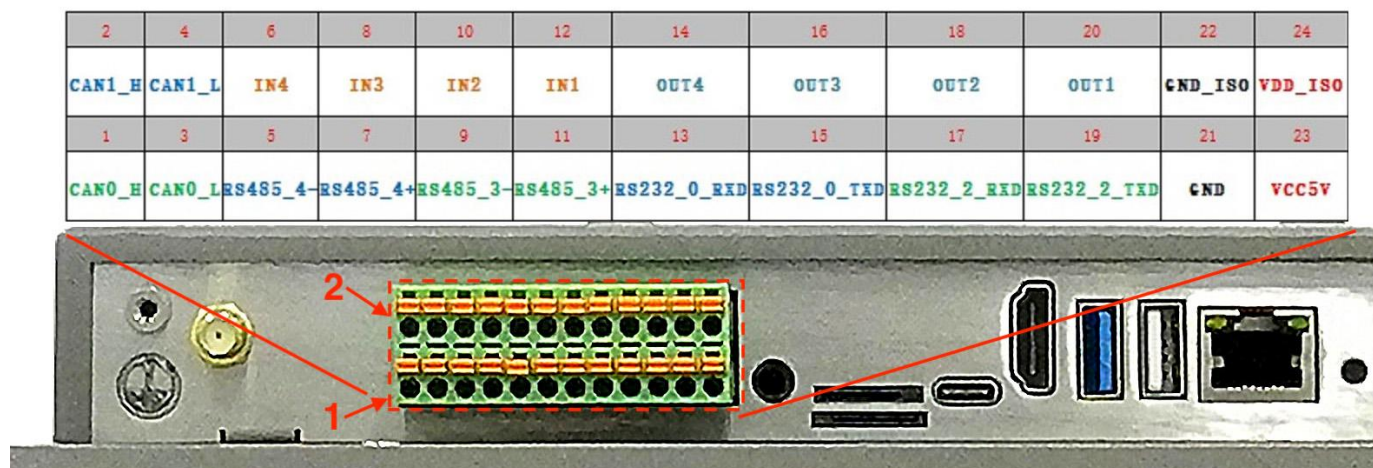 2 4 6 8 10 12 14 16 18 20 22 24
CAN1_H CAN1_L IN4 IN3 IN2 IN1 OUT4 OUT3 OUT2 OUT1 GND_ISO VDD_ISO
1 3 5 7 9 11 13 15 17 19 21 23
CAN0_H CAN0_L RS485_4- RS485_4+ RS485_3- RS485_3+ RS232_0_RXD RS232_0_TXD RS232_2_RXD RS232_2_TXD GND VCC5V
2
1